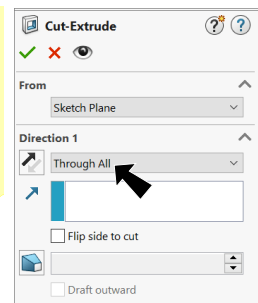 Cut-Extrude
From
Sketch Plane
Direction 1
Through All
Flip side to cut
Draft outward